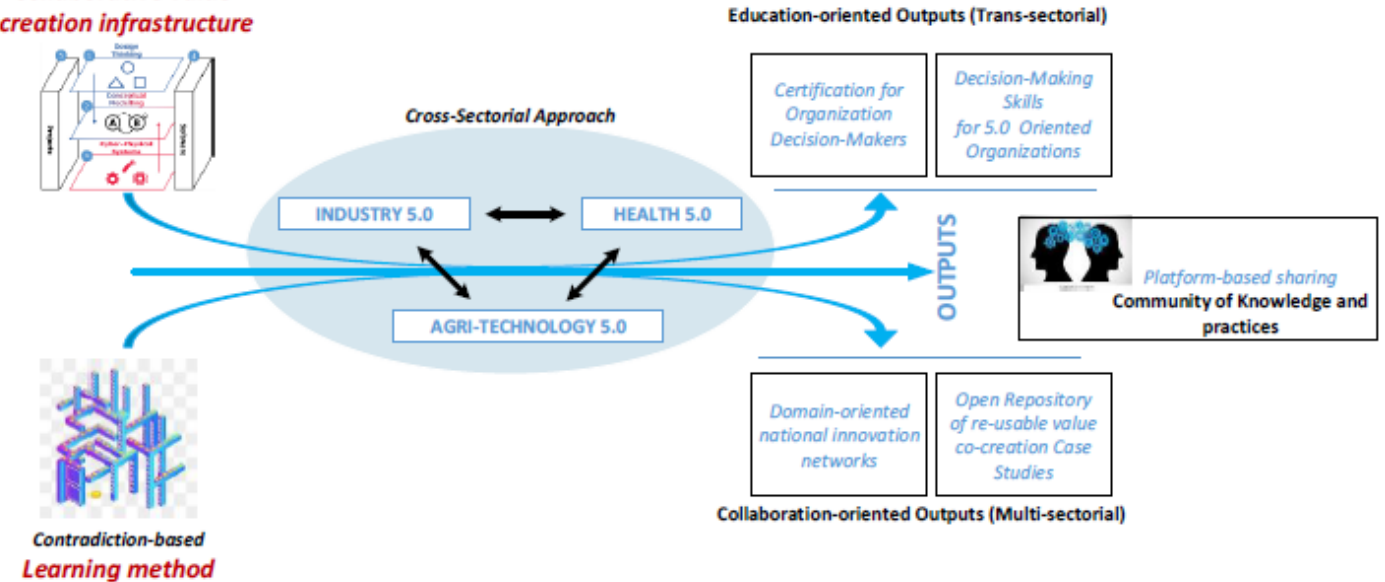 creation infrastructure
Design
Thinking
Conceptual
Modelling
A
B
Cyber-Physical
Systems
Cross-Sectorial Approach
INDUSTRY 5.0
HEALTH 5.0
AGRI-TECHNOLOGY 5.0
Contradiction-based
Learning method
Education-oriented Outputs (Trans-sectorial)
Certification for
Organization
Decision-Makers
Decision-Making
Skills
for 5.0 Oriented
Organizations
OUTPUTS
Platform-based sharing
Community of Knowledge and
practices
Domain-oriented
national innovation
networks
Open Repository
of re-usable value
co-creation Case
Studies
Collaboration-oriented Outputs (Multi-sectorial)